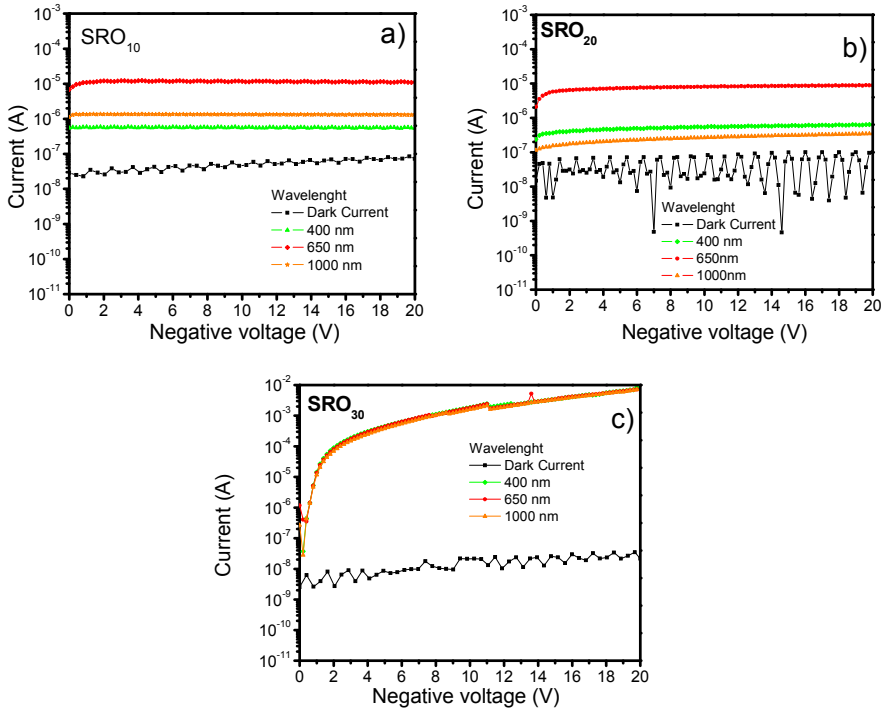 a)
SRO10
Current (A)
10^-3
10^-4
10^-5
10^-6
10^-7
10^-8
10^-9
10^-10
10^-11
Wavelenght
Dark Current
400 nm
650 nm
1000 nm
0 2 4 6 8 10 12 14 16 18 20
Negative voltage (V)
b)
SRO20
Current (A)
10^-3
10^-4
10^-5
10^-6
10^-7
10^-8
10^-9
10^-10
10^-11
Wavelenght
Dark Current
400 nm
650nm
1000nm
0 2 4 6 8 10 12 14 16 18 20
Negative voltage (V)
c)
SRO30
Current (A)
10^-2
10^-3
10^-4
10^-5
10^-6
10^-7
10^-8
10^-9
10^-10
10^-11
Wavelenght
Dark Current
400 nm
650 nm
1000 nm
0 2 4 6 8 10 12 14 16 18 20
Negative voltage (V)